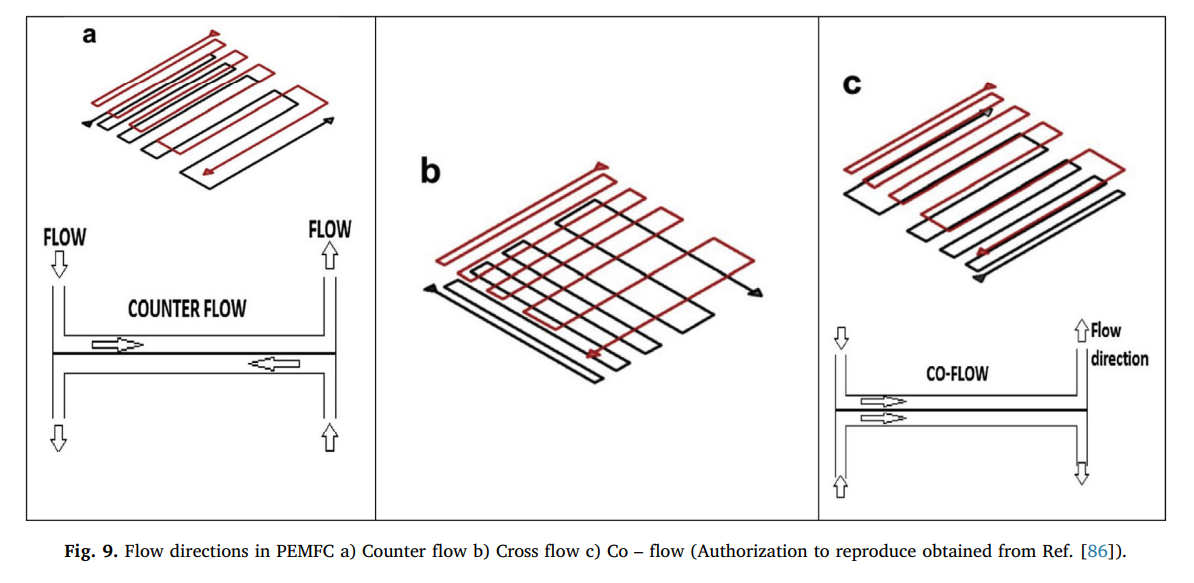 a
FLOW
FLOW
COUNTER FLOW
b
c
Flow
direction
CO-FLOW
Fig. 9. Flow directions in PEMFC a) Counter flow b) Cross flow c) Co – flow (Authorization to reproduce obtained from Ref. [86]).